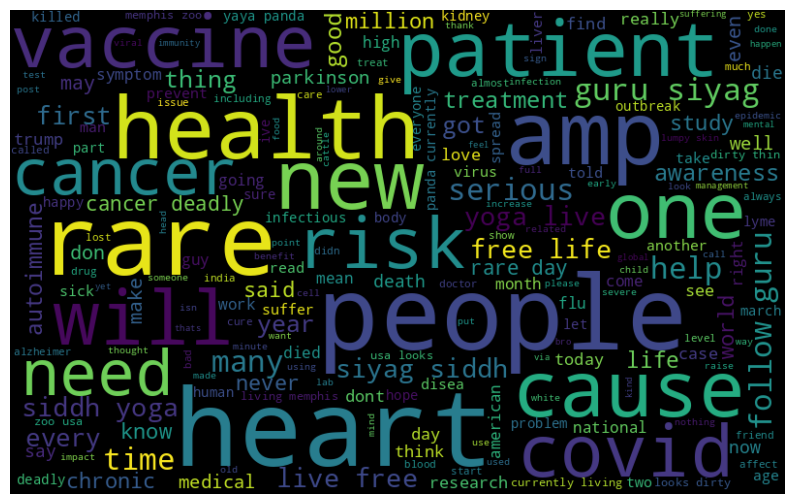 killed memphis zoo yaya panda million kidney find really suffering yes
vaccine good high patient sign liver even done happen
viral immunity thank
test post may symptom thing parkinson treat almost infection guru siyag much die
first prevent including give everyone treatment outbreak epidemic
issue care lower
trump man health live food cattle around got spread amp study mental
called part love told well lumpy skin
cancer going sure new panda currently virus feel full take dirty thin
happy serious early look management awareness always
cancer deadly infectious body increase
autoimmune lost head point didn show yoga live related one lyme
don rare guy read risk free life another global call
drug benefit mean rare day help child please right
sick someone india death doctor month come severe see world
yet isn work said cell flu put let march
make suffer cure year bro level way
alzheimer will thats want minute people via raise
bad died usa looks today life case
thought many siyag siddh kind white now follow guru
need made using never lab disea american cause nothing
siddh yoga human living memphis dont hope problem national friend
zoo usa know heart mind day use covid affect
say every impact time old think blood start used age
deadly chronic medical live free research currently living two looks dirty